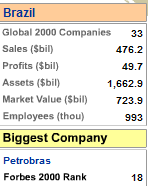 Brazil
Global 2000 Companies 33
Sales ($bil) 476.2
Profits ($bil) 49.7
Assets ($bil) 1,662.9
Market Value ($bil) 723.9
Employees (thou) 993
Biggest Company
Petrobras
Forbes 2000 Rank 18